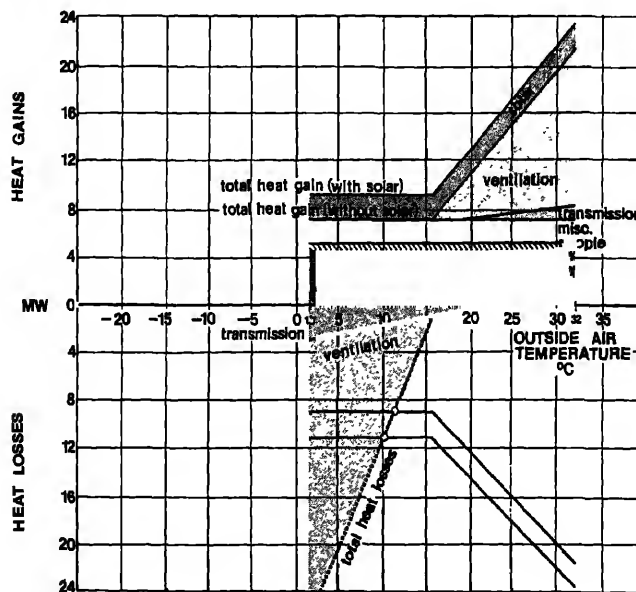 24
20
HEAT GAINS
16
12
total heat gain (with solar)
ventilation
8
total heat gain (without solar)
transmission
misc.
4
MW 0
-20 -15 -10 -5 0 5 10 15 20 25 30 32 35
transmission
ventilation
OUTSIDE AIR
TEMPERATURE
°C
4
8
HEAT LOSSES
12
16
total heat losses
20
24